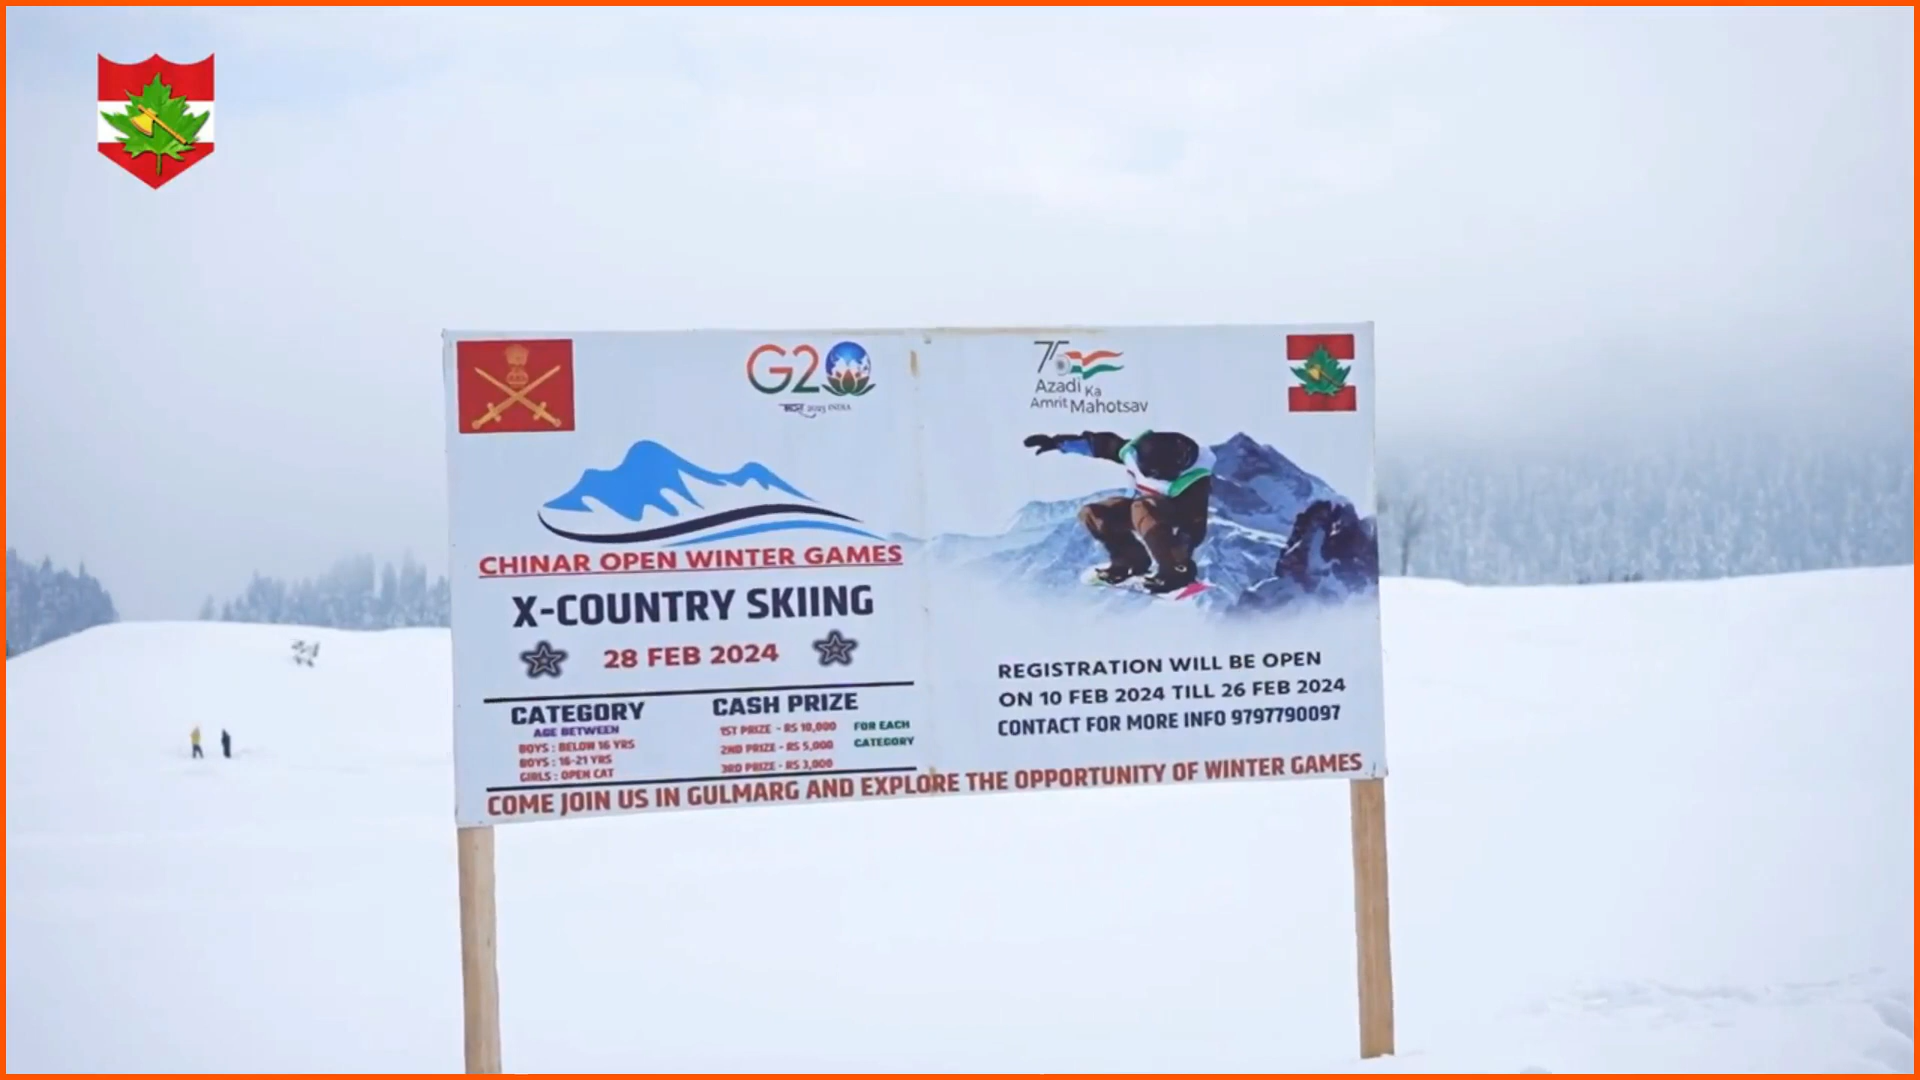 G20
भारत 2023 INDIA
75
Azadi Ka
Amrit Mahotsav
CHINAR OPEN WINTER GAMES
X-COUNTRY SKIING
28 FEB 2024
CATEGORY
AGE BETWEEN
BOYS : BELOW 16 YRS
BOYS : 16-21 YRS
GIRLS : OPEN CAT
CASH PRIZE
1ST PRIZE - RS 10,000
2ND PRIZE - RS 5,000
3RD PRIZE - RS 3,000
FOR EACH
CATEGORY
REGISTRATION WILL BE OPEN
ON 10 FEB 2024 TILL 26 FEB 2024
CONTACT FOR MORE INFO 9797790097
COME JOIN US IN GULMARG AND EXPLORE THE OPPORTUNITY OF WINTER GAMES